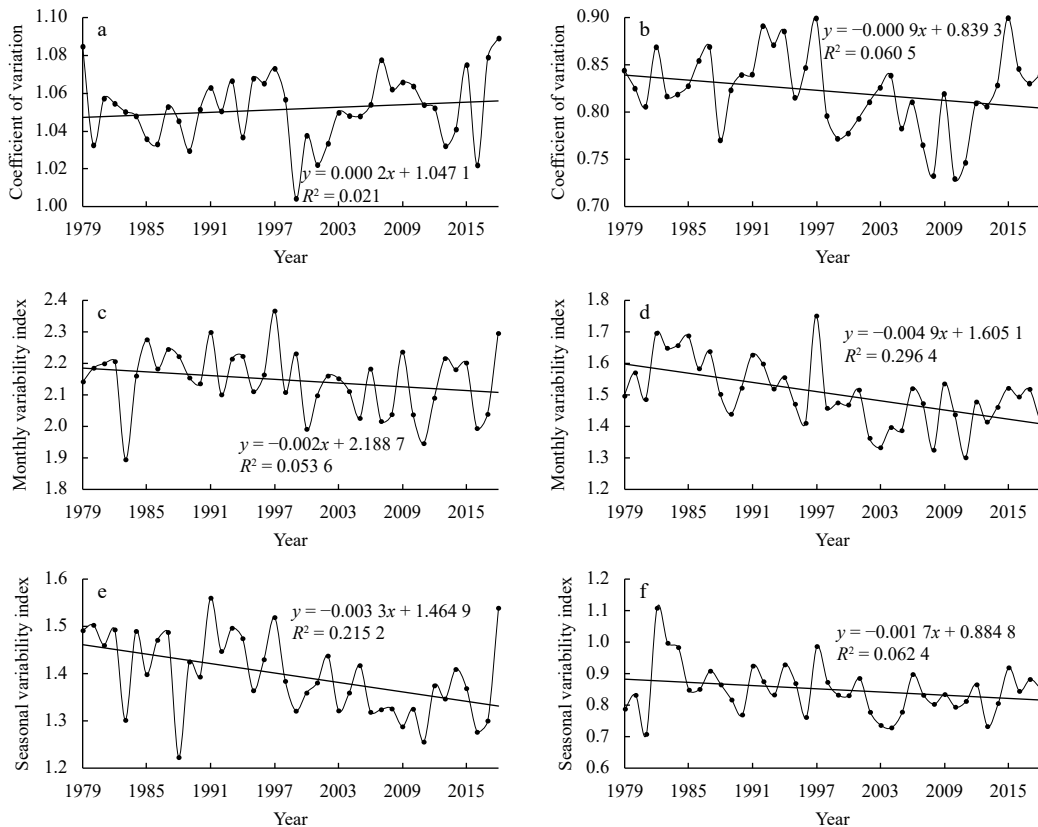 a
Coefficient of variation
1.10
1.08
1.06
1.04
1.02
1.00
y = 0.000 2x + 1.047 1
R² = 0.021
1979 1985 1991 1997 2003 2009 2015
Year
b
Coefficient of variation
0.90
0.85
0.80
0.75
0.70
y = −0.000 9x + 0.839 3
R² = 0.060 5
1979 1985 1991 1997 2003 2009 2015
Year
c
Monthly variability index
2.4
2.3
2.2
2.1
2.0
1.9
1.8
y = −0.002x + 2.188 7
R² = 0.053 6
1979 1985 1991 1997 2003 2009 2015
Year
d
Monthly variability index
1.8
1.7
1.6
1.5
1.4
1.3
1.2
y = −0.004 9x + 1.605 1
R² = 0.296 4
1979 1985 1991 1997 2003 2009 2015
Year
e
Seasonal variability index
1.6
1.5
1.4
1.3
1.2
y = −0.003 3x + 1.464 9
R² = 0.215 2
1979 1985 1991 1997 2003 2009 2015
Year
f
Seasonal variability index
1.2
1.1
1.0
0.9
0.8
0.7
0.6
y = −0.001 7x + 0.884 8
R² = 0.062 4
1979 1985 1991 1997 2003 2009 2015
Year